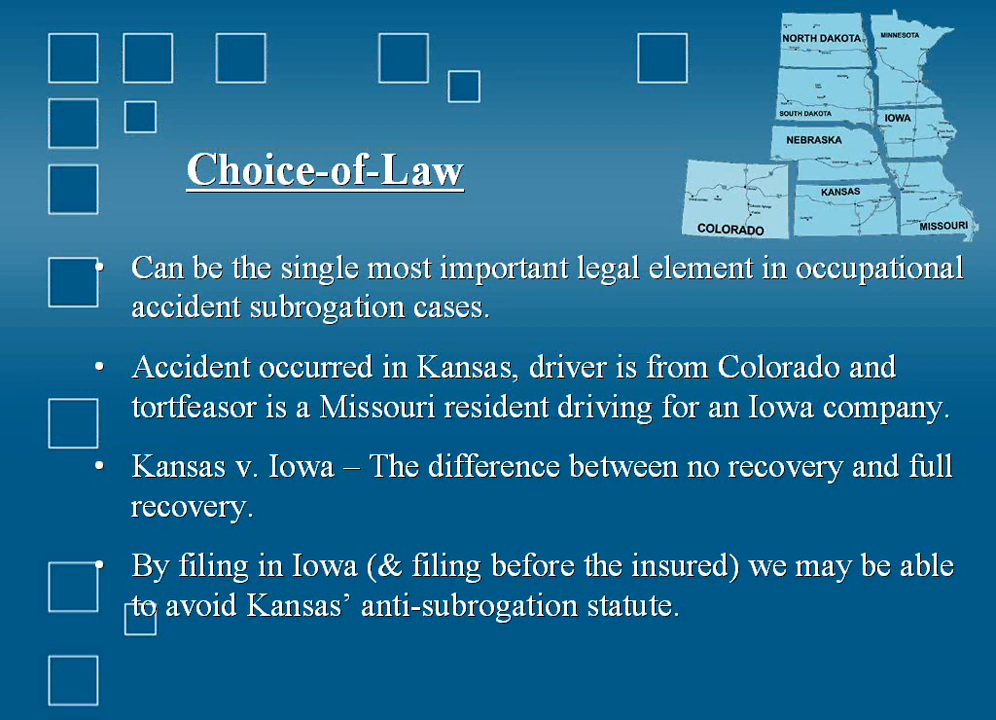 NORTH DAKOTA
MINNESOTA
SOUTH DAKOTA
IOWA
NEBRASKA
KANSAS
COLORADO
MISSOURI
Choice-of-Law
• Can be the single most important legal element in occupational
accident subrogation cases.
• Accident occurred in Kansas, driver is from Colorado and
tortfeasor is a Missouri resident driving for an Iowa company.
• Kansas v. Iowa – The difference between no recovery and full
recovery.
• By filing in Iowa (& filing before the insured) we may be able
to avoid Kansas’ anti-subrogation statute.